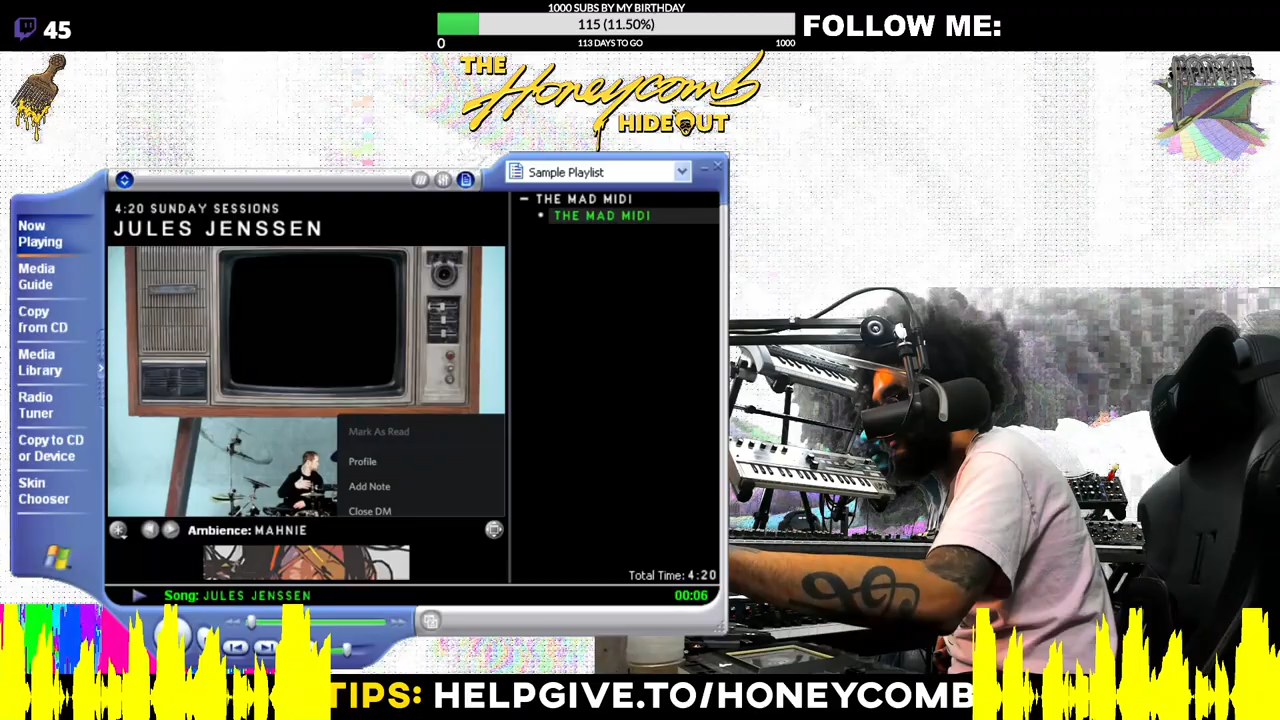 45
1000 SUBS BY MY BIRTHDAY
115 (11.50%)
0
113 DAYS TO GO
1000
FOLLOW ME:
THE
Honeycomb
HIDEOUT
Sample Playlist
THE MAD MIDI
THE MAD MIDI
4:20 SUNDAY SESSIONS
JULES JENSSEN
Now
Playing
Media
Guide
Copy
from CD
Media
Library
Radio
Tuner
Copy to CD
or Device
Skin
Chooser
Mark As Read
Profile
Add Note
Close DM
Ambience: MAHNIE
Total Time: 4:20
Song: JULES JENSSEN
00:06
TIPS: HELPGIVE.TO/HONEYCOMB